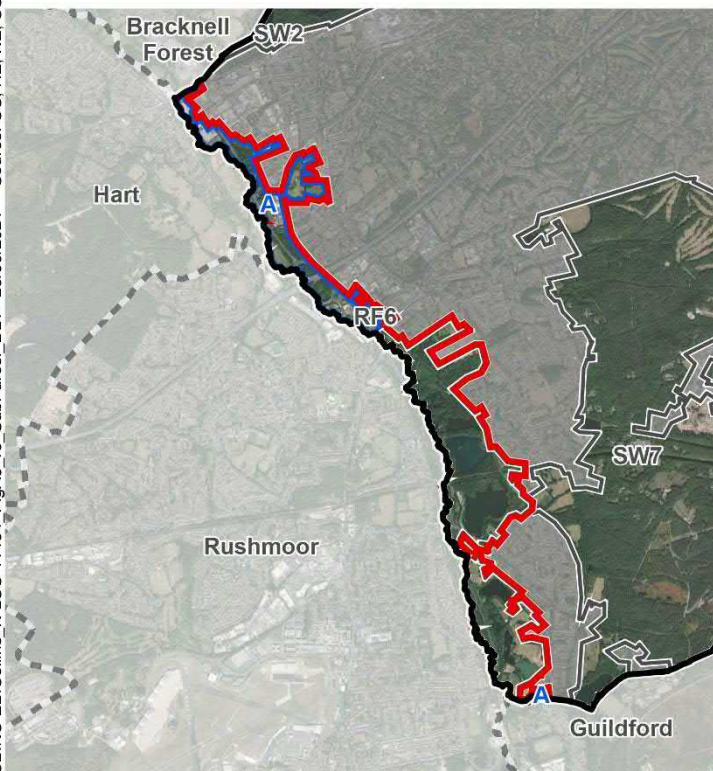 Bracknell
Forest
SW2
Hart
A
RF6
SW7
Rushmoor
A
Guildford